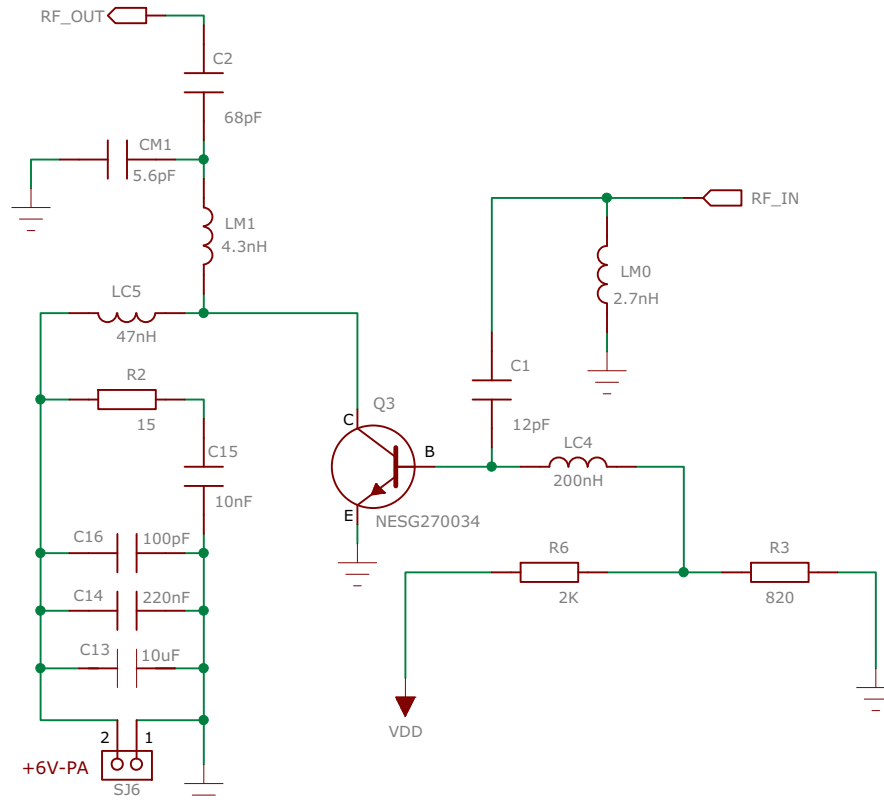 RF_OUT
C2
68pF
CM1
5.6pF
RF_IN
LM1
4.3nH
LM0
2.7nH
LC5
47nH
R2
15
C1
12pF
Q3
C
B
E
NESG270034
LC4
200nH
C15
10nF
C16
100pF
R6
2K
R3
820
C14
220nF
C13
10uF
VDD
2
1
+6V-PA
SJ6